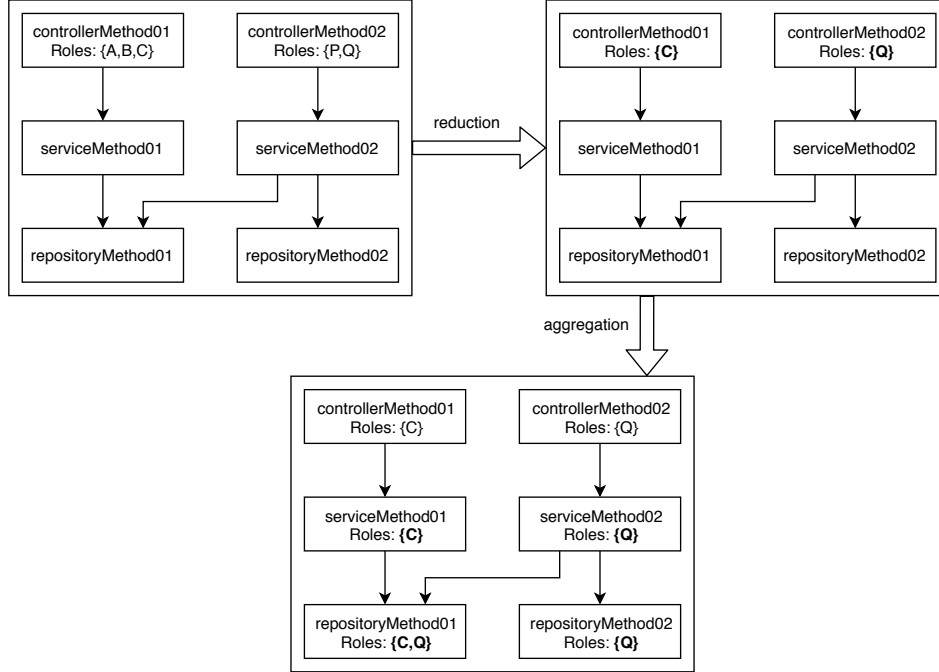 controllerMethod01
Roles: {A,B,C}
controllerMethod02
Roles: {P,Q}
serviceMethod01
serviceMethod02
repositoryMethod01
repositoryMethod02
reduction
controllerMethod01
Roles: {C}
controllerMethod02
Roles: {Q}
serviceMethod01
serviceMethod02
repositoryMethod01
repositoryMethod02
aggregation
controllerMethod01
Roles: {C}
controllerMethod02
Roles: {Q}
serviceMethod01
Roles: {C}
serviceMethod02
Roles: {Q}
repositoryMethod01
Roles: {C,Q}
repositoryMethod02
Roles: {Q}